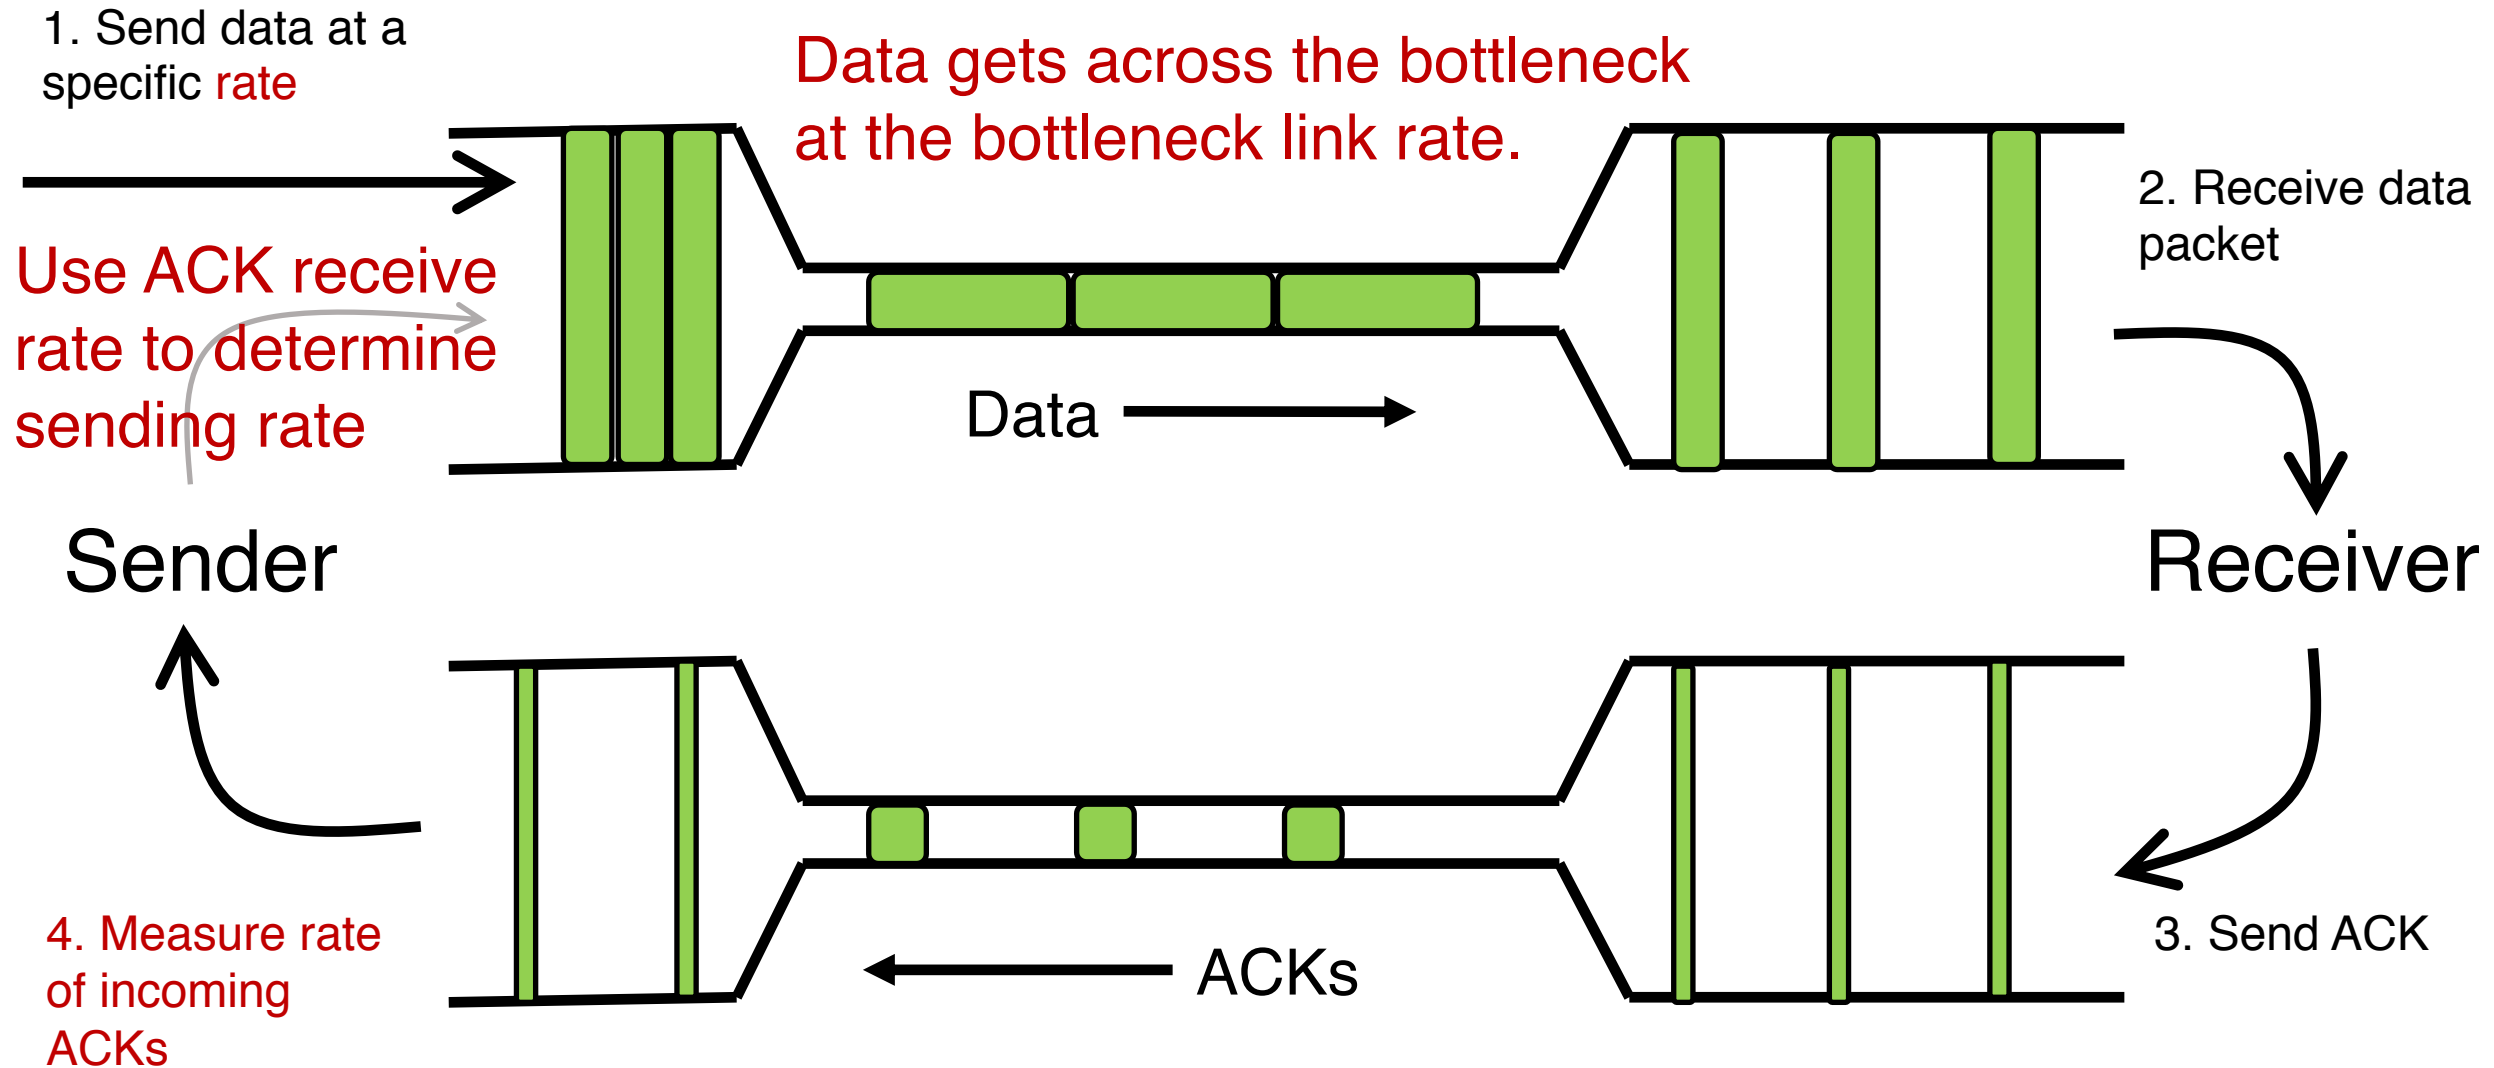 1. Send data at a
specific rate
Data gets across the bottleneck
at the bottleneck link rate.
2. Receive data
packet
Use ACK receive
rate to determine
sending rate
Data
Sender
Receiver
4. Measure rate
of incoming
ACKs
ACKs
3. Send ACK